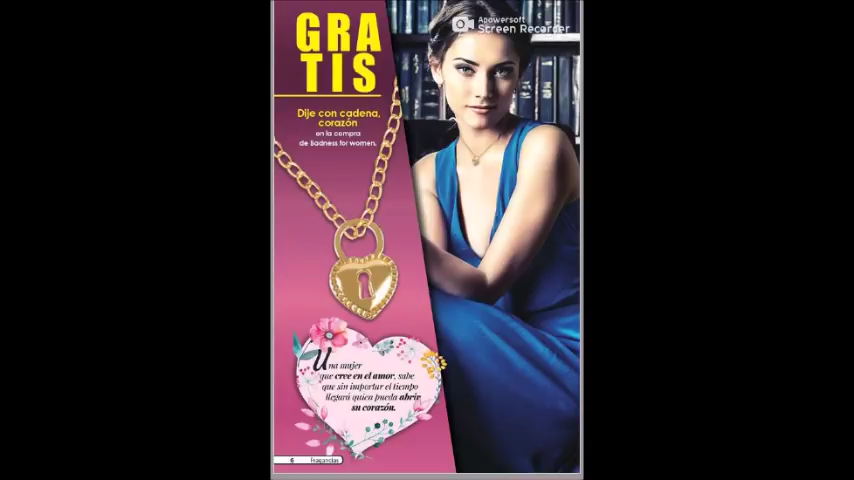 GRA
TIS
Dije con cadena,
corazón
en la compra
de Badness for women.
Una mujer
que cree en el amor, sabe
que sin importar el tiempo
llegará quien pueda abrir
su corazón.
6 Fragancias
Apowersoft
Screen Recorder